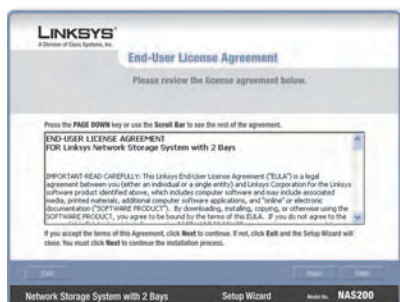 LINKSYS®
A Division of Cisco Systems, Inc.
End-User License Agreement
Please review the license agreement below.
Press the PAGE DOWN key or use the Scroll Bar to see the rest of the agreement.
END-USER LICENSE AGREEMENT
FOR Linksys Network Storage System with 2 Bays
IMPORTANT-READ CAREFULLY: This Linksys End-User License Agreement ("EULA") is a legal
agreement between you (either an individual or a single entity) and Linksys Corporation for the Linksys
software product identified above, which includes computer software and may include associated
media, printed materials, additional computer software applications, and "online" or electronic
documentation ("SOFTWARE PRODUCT"). By downloading, installing, copying, or otherwise using the
SOFTWARE PRODUCT, you agree to be bound by the terms of this EULA. If you do not agree to the
If you accept the terms of this Agreement, click Next to continue. If not, click Exit and the Setup Wizard will
close. You must click Next to continue the installation process.
Exit
Next
Network Storage System with 2 Bays
Setup Wizard
Model No.
NAS200